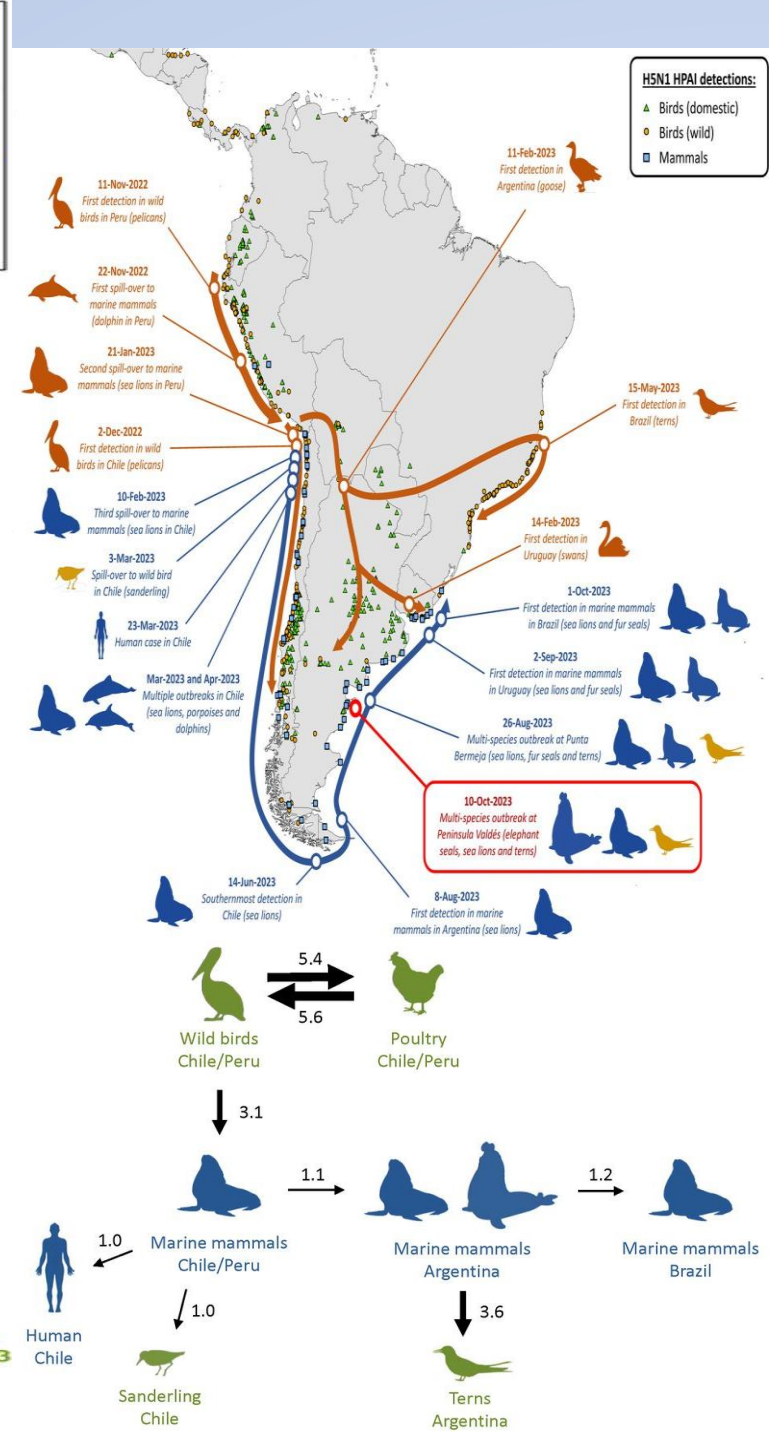 H5N1 HPAI detections:
Birds (domestic)
Birds (wild)
Mammals
11-Feb-2023
First detection in
Argentina (goose)
11-Nov-2022
First detection in wild
birds in Peru (pelicans)
22-Nov-2022
First spill-over to
marine mammals
(dolphin in Peru)
21-Jan-2023
Second spill-over to marine
mammals (sea lions in Peru)
2-Dec-2022
First detection in wild
birds in Chile (pelicans)
10-Feb-2023
Third spill-over to marine
mammals (sea lions in Chile)
3-Mar-2023
Spill-over to wild bird
in Chile (sanderling)
23-Mar-2023
Human case in Chile
Mar-2023 and Apr-2023
Multiple outbreaks in Chile
(sea lions, porpoises and
dolphins)
15-May-2023
First detection in
Brazil (terns)
14-Feb-2023
First detection in
Uruguay (swans)
1-Oct-2023
First detection in marine mammals
in Brazil (sea lions and fur seals)
2-Sep-2023
First detection in marine mammals
in Uruguay (sea lions and fur seals)
26-Aug-2023
Multi-species outbreak at Punta
Bermeja (sea lions, fur seals and terns)
10-Oct-2023
Multi-species outbreak at
Peninsula Valdés (elephant
seals, sea lions and terns)
14-Jun-2023
Southernmost detection in
Chile (sea lions)
8-Aug-2023
First detection in marine
mammals in Argentina (sea lions)
5.4
5.6
Wild birds
Chile/Peru
Poultry
Chile/Peru
3.1
1.1
1.2
Marine mammals
Chile/Peru
Marine mammals
Argentina
Marine mammals
Brazil
1.0
1.0
3.6
Human
Chile
3
Sanderling
Chile
Terns
Argentina